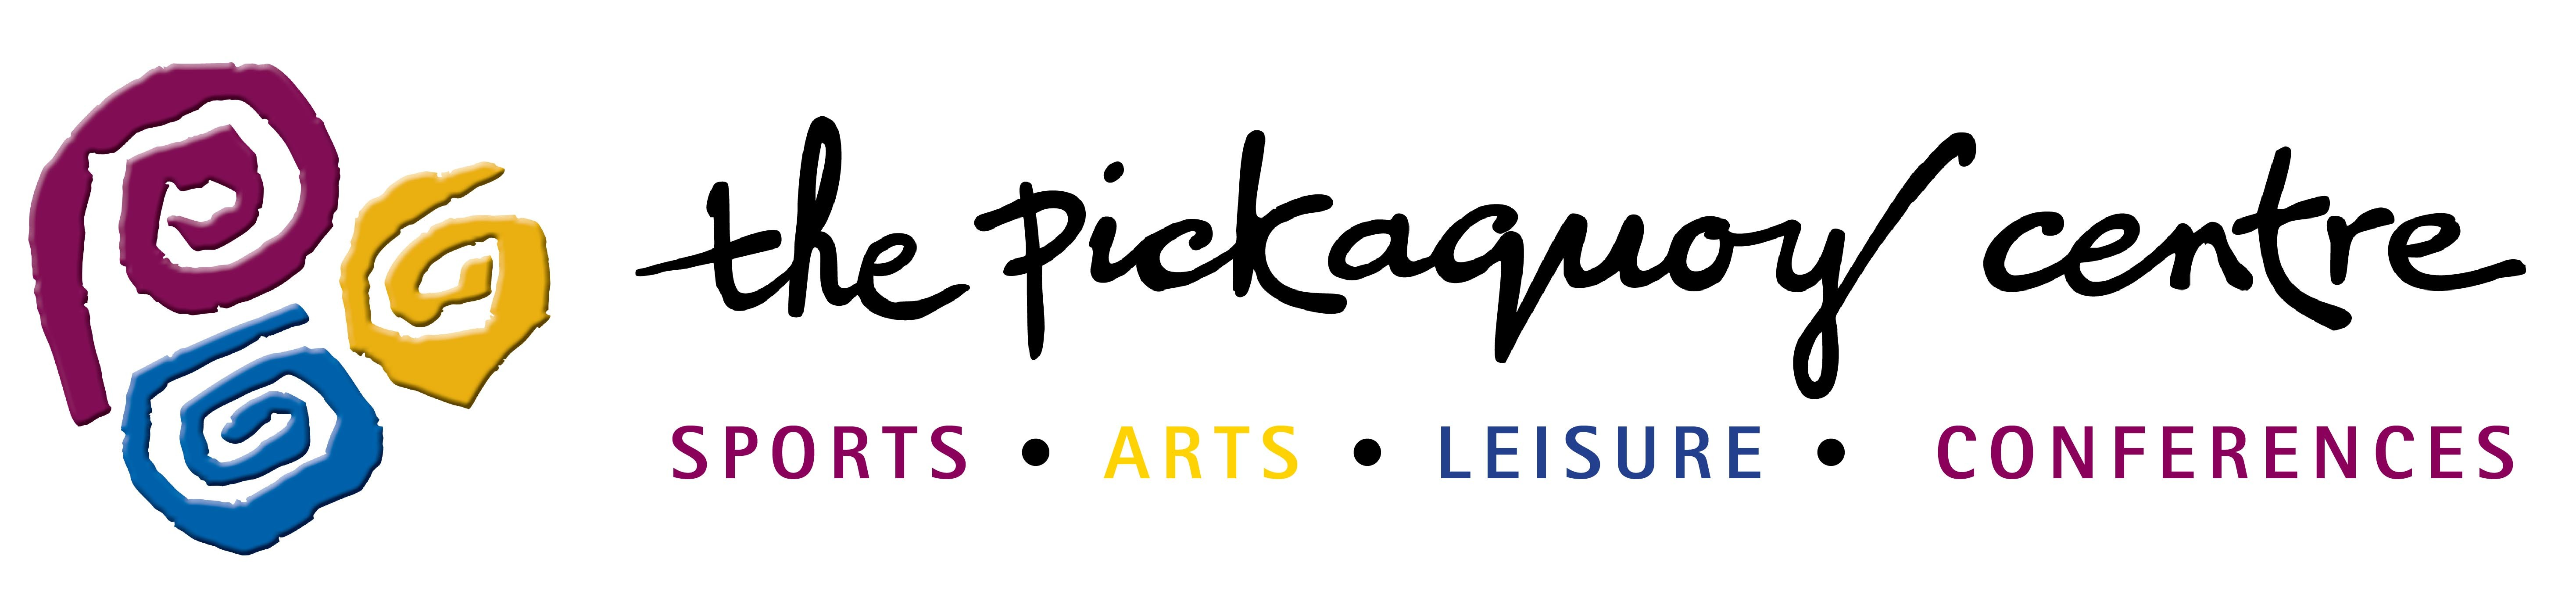 the pickaquoy centre
SPORTS • ARTS • LEISURE • CONFERENCES